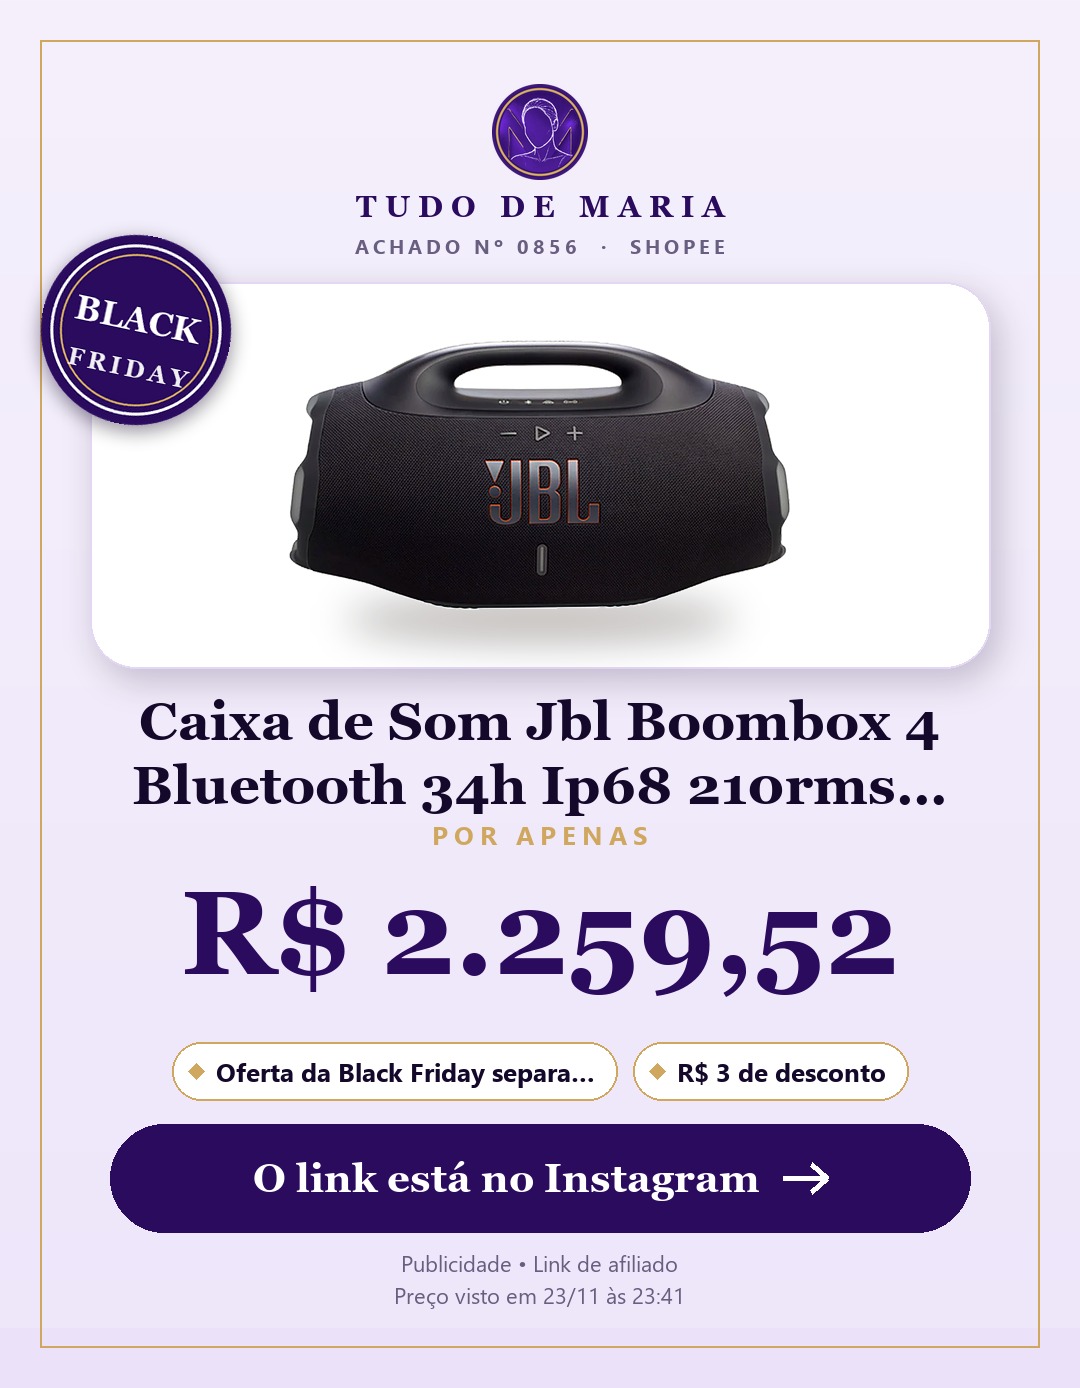 TUDO DE MARIA
ACHADO Nº 0856 · SHOPEE
BLACK
FRIDAY
JBL
Caixa de Som Jbl Boombox 4
Bluetooth 34h Ip68 210rms...
POR APENAS
R$ 2.259,52
Oferta da Black Friday separa...
R$ 3 de desconto
O link está no Instagram →
Publicidade • Link de afiliado
Preço visto em 23/11 às 23:41